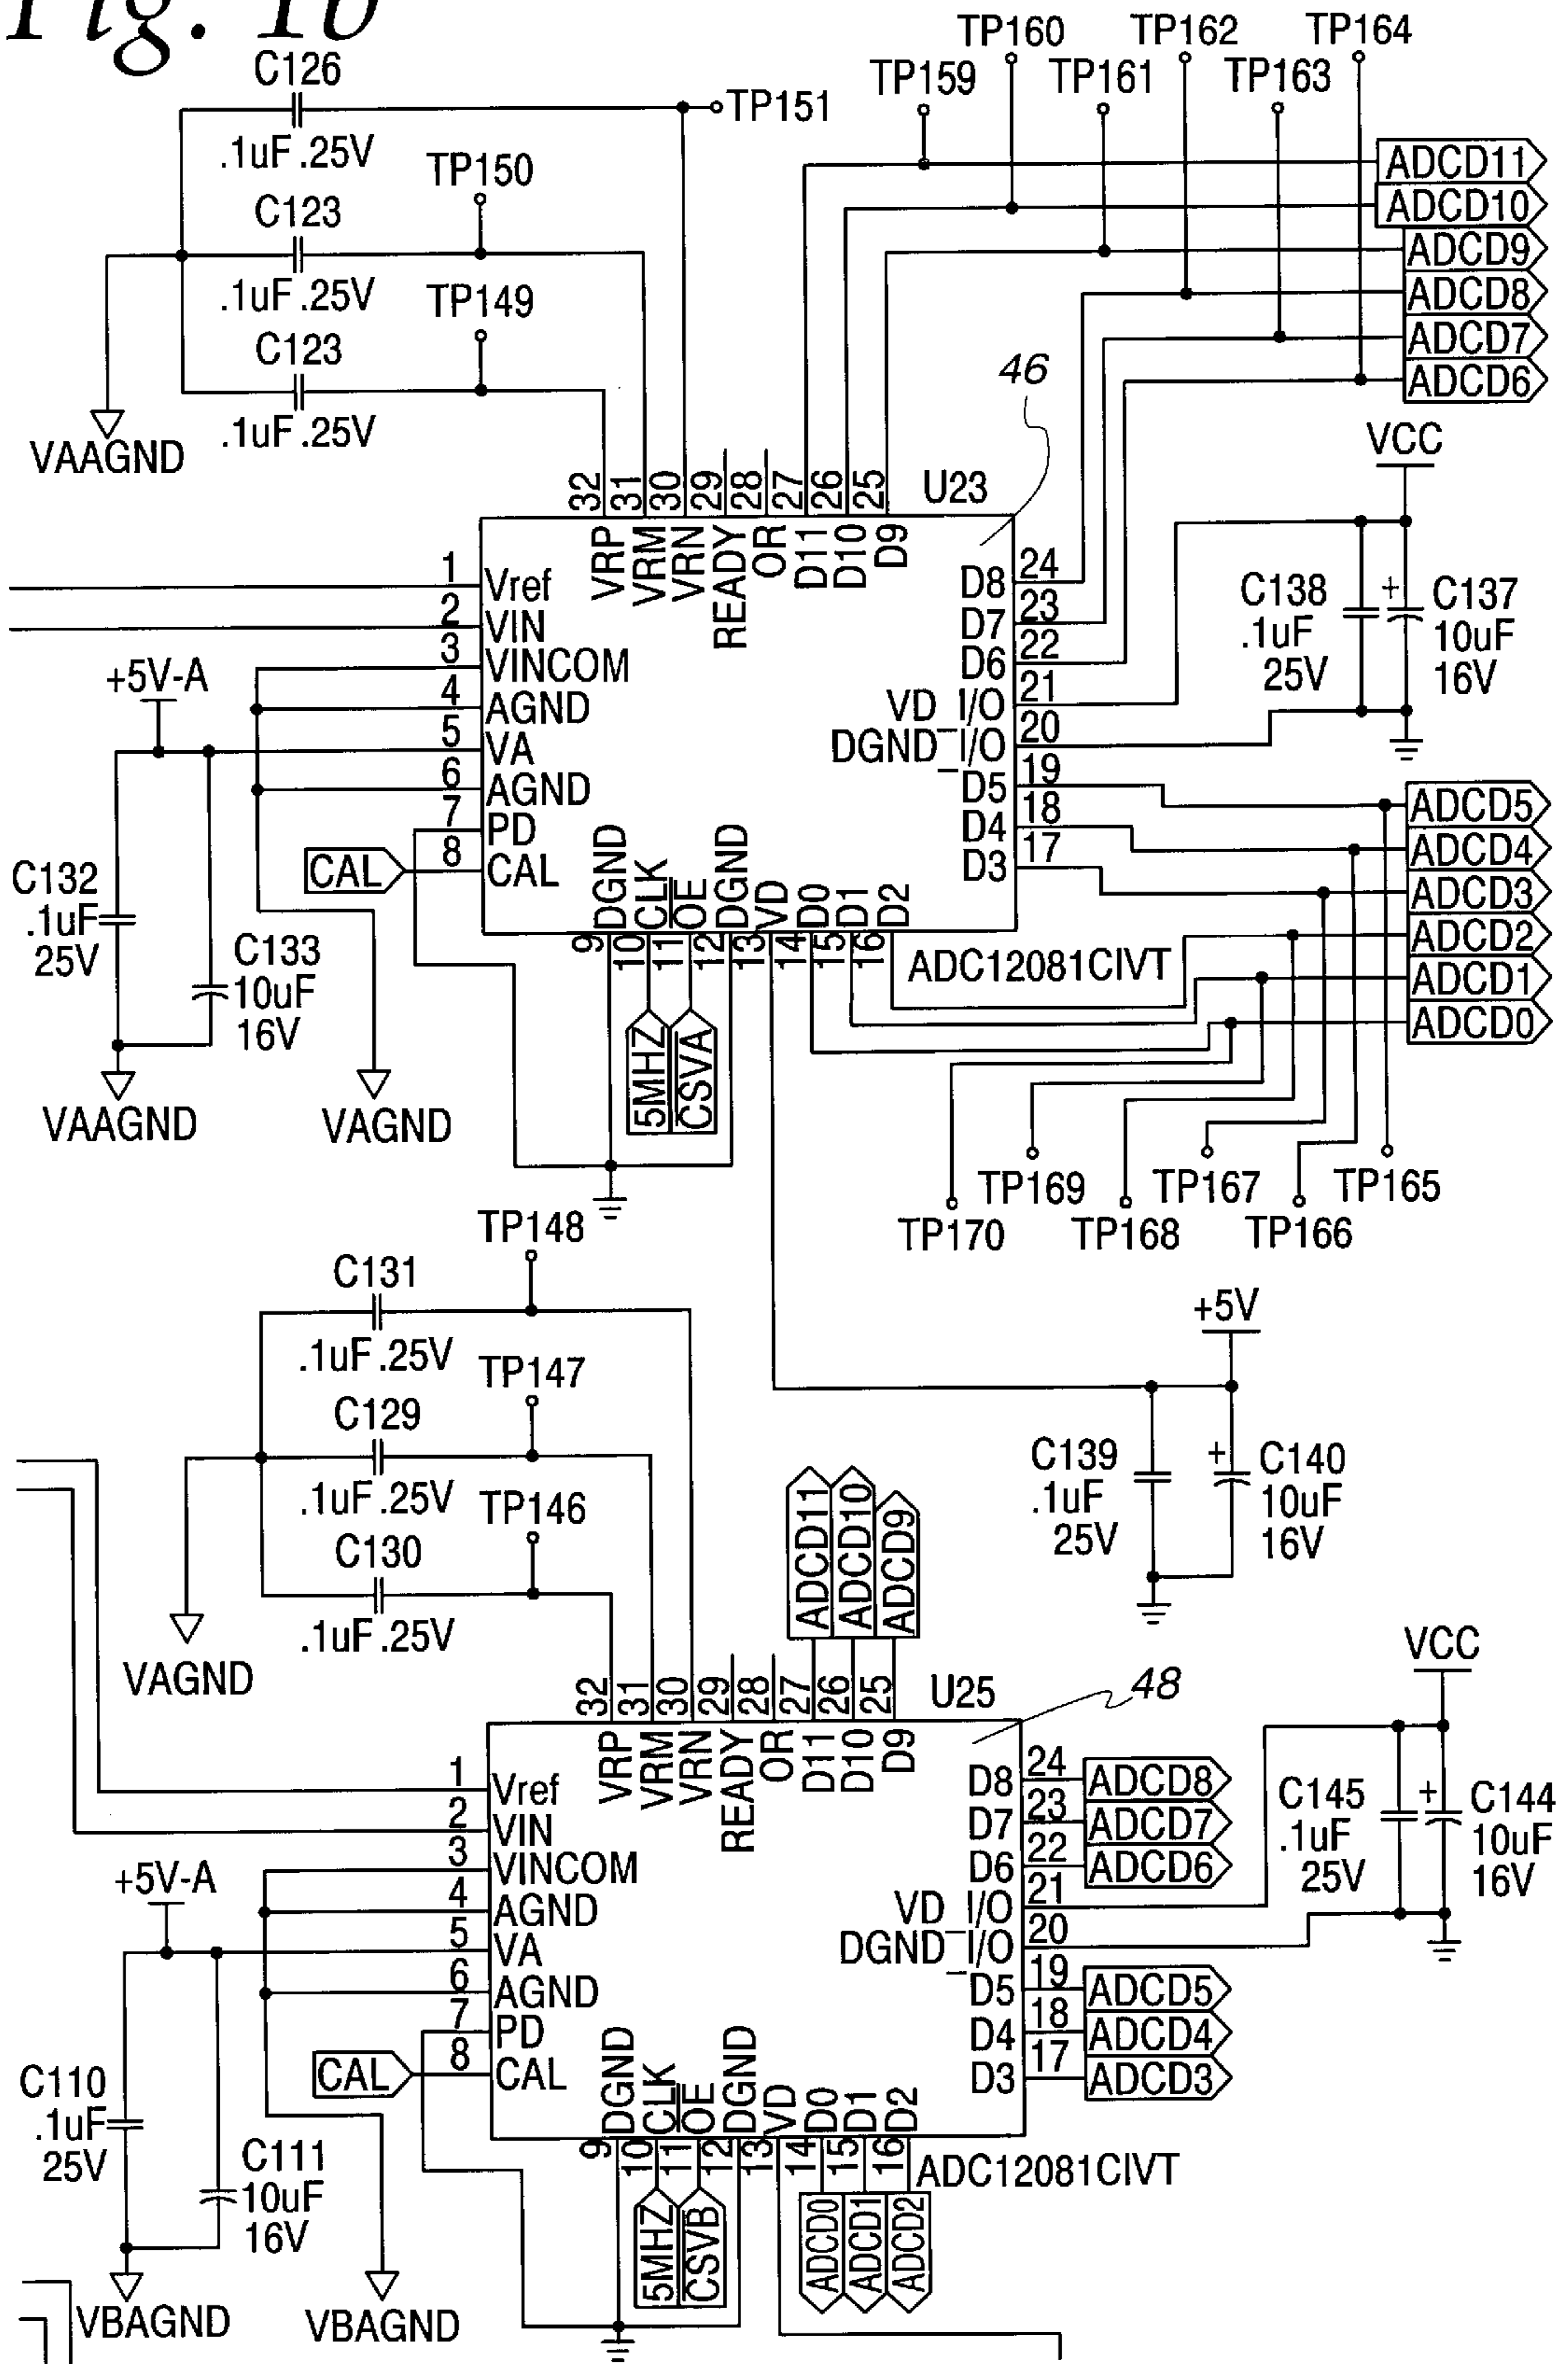 Fig. 1b
C126
.1uF .25V
TP151
TP150
C123
.1uF .25V
TP149
C123
.1uF .25V
VAAGND
TP160
TP162
TP164
TP159
TP161
TP163
ADCD11
ADCD10
ADCD9
ADCD8
ADCD7
ADCD6
46
VCC
U23
32
31
30
29
28
27
26
25
VRP
VRM
VRN
READY
OR
D11
D10
D9
1
Vref
2
VIN
3
VINCOM
4
AGND
5
VA
6
AGND
7
PD
8
CAL
CAL
+5V-A
C132
.1uF
25V
C133
10uF
16V
VAAGND
VAGND
D8
24
D7
23
D6
22
VD_I/O
21
DGND_I/O
20
D5
19
D4
18
D3
17
C138
.1uF
25V
+
C137
10uF
16V
ADCD5
ADCD4
ADCD3
ADCD2
ADCD1
ADCD0
DGND
CLK
OE
DGND
VD
D0
D1
D2
9
10
11
12
13
14
15
16
ADC12081CIVT
5MHZ
CSVA
TP169
TP167
TP165
TP170
TP168
TP166
TP148
C131
.1uF .25V
TP147
C129
.1uF .25V
TP146
C130
.1uF .25V
VAGND
+5V
C139
.1uF
25V
+
C140
10uF
16V
ADCD11
ADCD10
ADCD9
VCC
U25
48
32
31
30
29
28
27
26
25
VRP
VRM
VRN
READY
OR
D11
D10
D9
1
Vref
2
VIN
3
VINCOM
4
AGND
5
VA
6
AGND
7
PD
8
CAL
CAL
+5V-A
C110
.1uF
25V
C111
10uF
16V
VBAGND
VBAGND
D8
24
ADCD8
D7
23
ADCD7
D6
22
ADCD6
VD_I/O
21
DGND_I/O
20
D5
19
ADCD5
D4
18
ADCD4
D3
17
ADCD3
C145
.1uF
25V
+
C144
10uF
16V
DGND
CLK
OE
DGND
VD
D0
D1
D2
9
10
11
12
13
14
15
16
ADC12081CIVT
5MHZ
CSVB
ADCD0
ADCD1
ADCD2